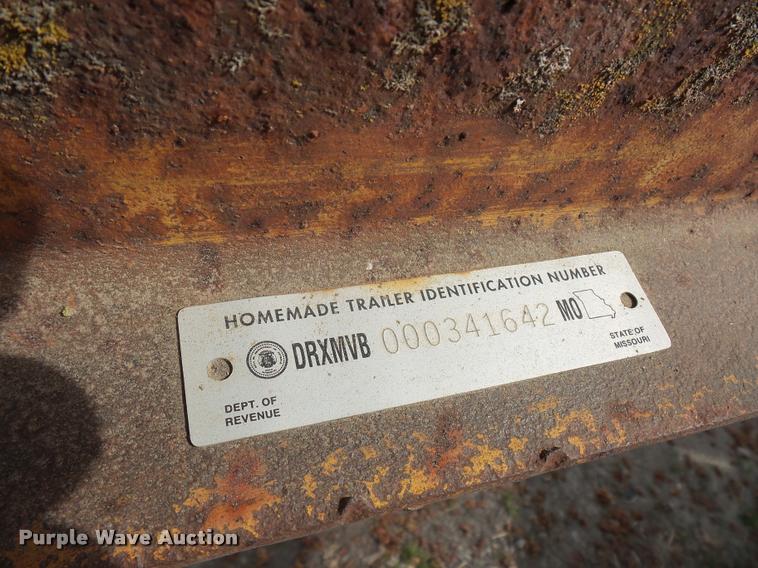 HOMEMADE TRAILER IDENTIFICATION NUMBER
DRXMVB 000341642 MO
DEPT. OF
REVENUE
STATE OF
MISSOURI
Purple Wave Auction